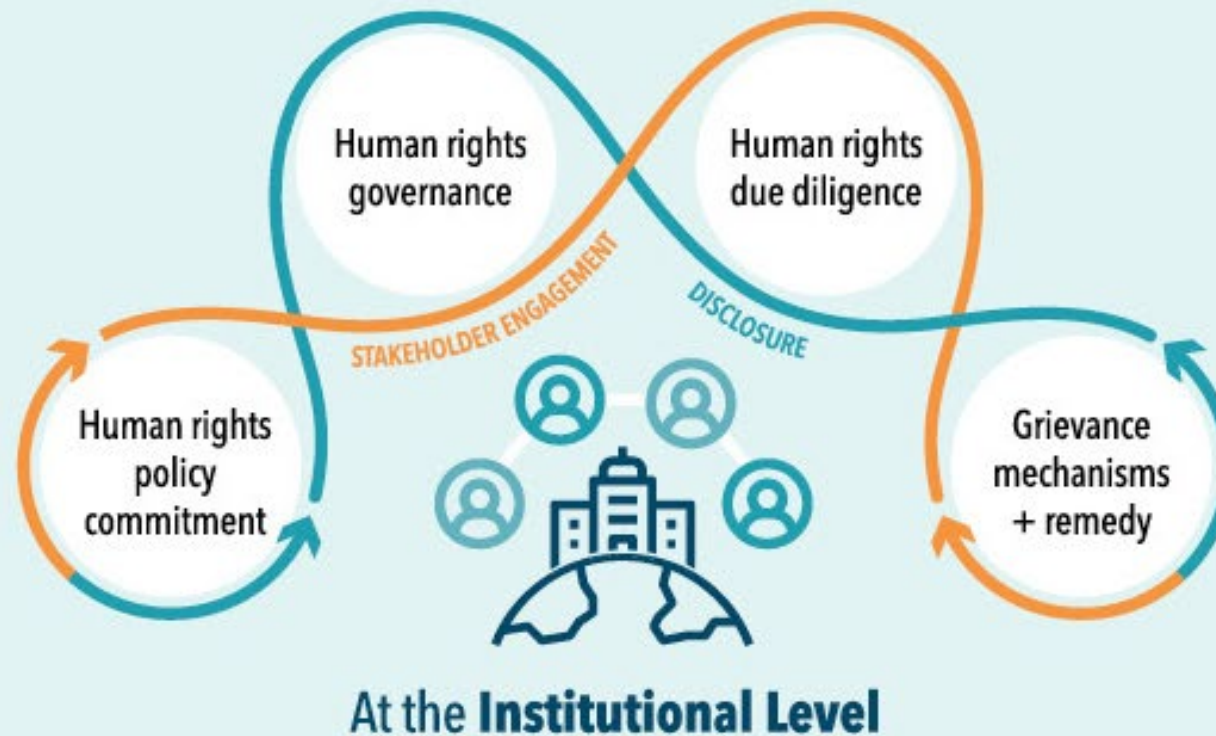 Human rights
governance
Human rights
due diligence
STAKEHOLDER ENGAGEMENT
DISCLOSURE
Human rights
policy
commitment
Grievance
mechanisms
+ remedy
At the Institutional Level